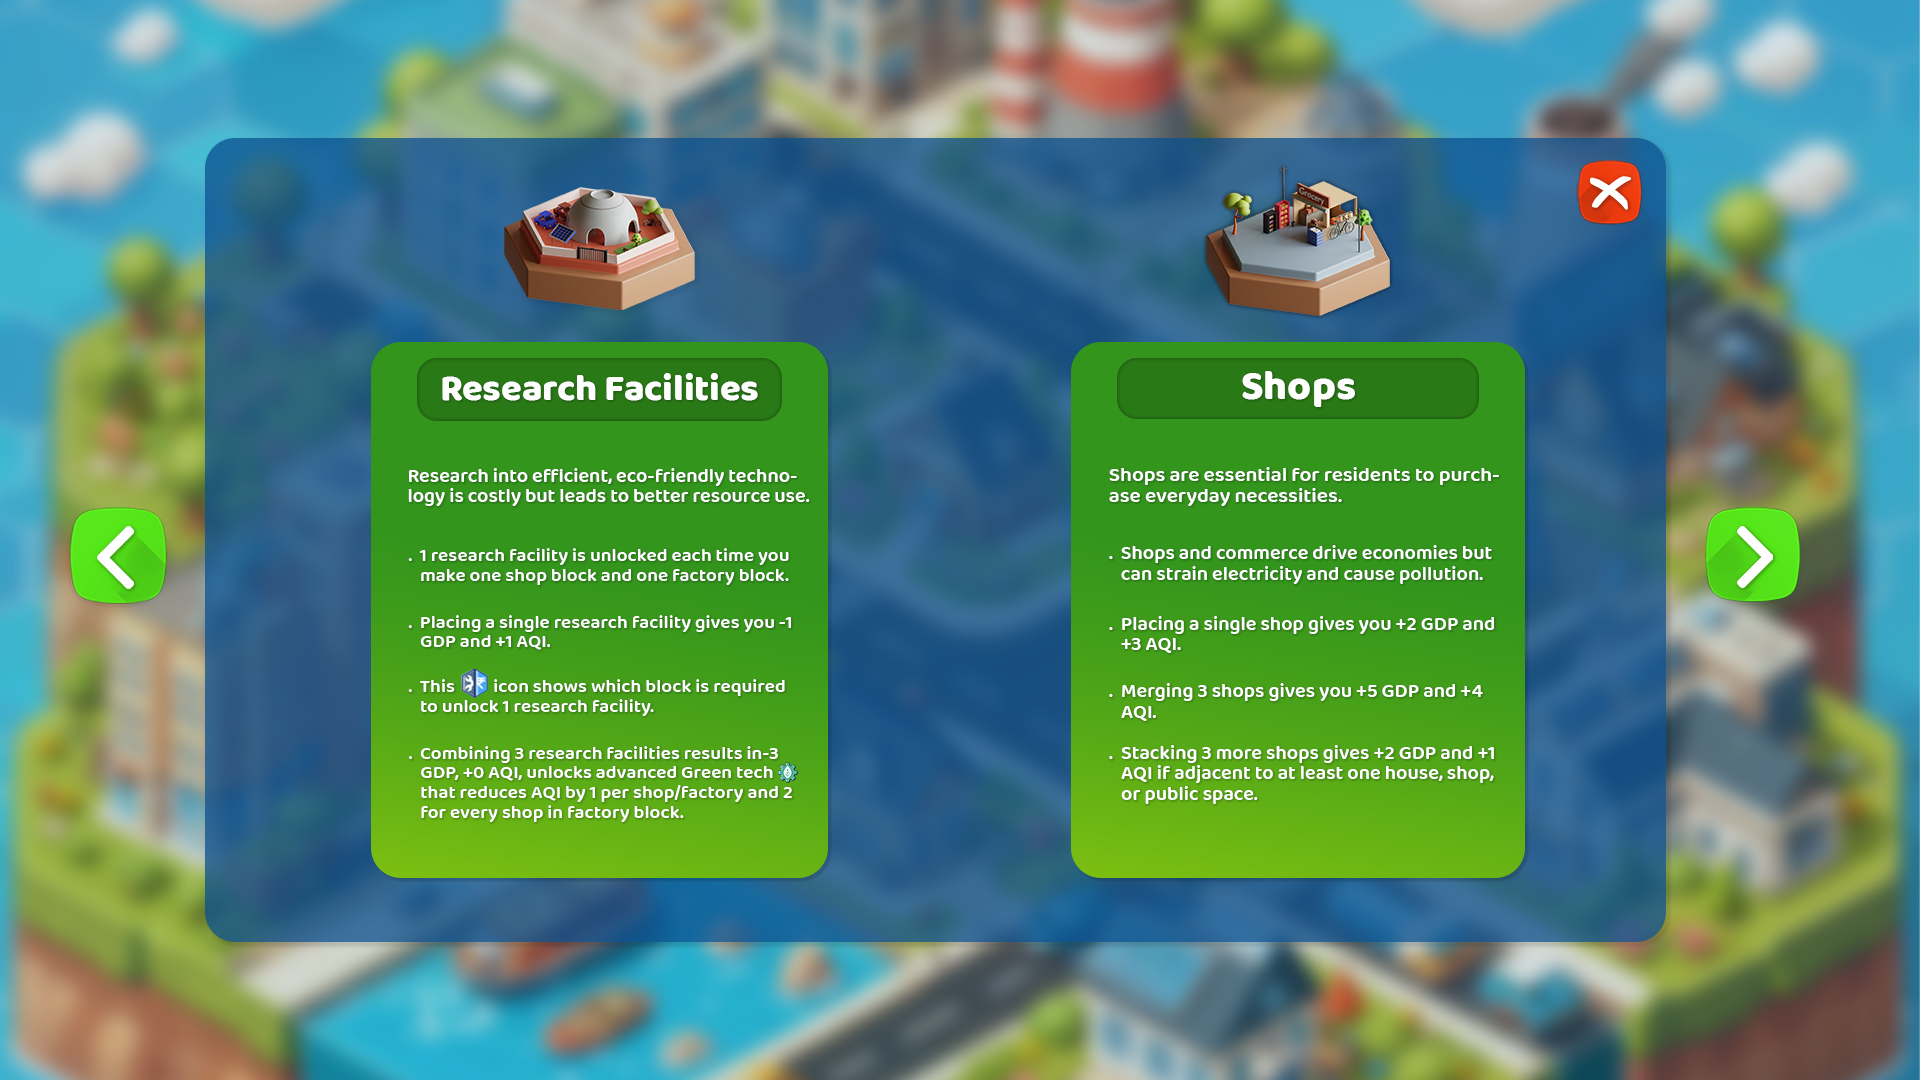 Grocery
Research Facilities
Research into efficient, eco-friendly techno-
logy is costly but leads to better resource use.
. 1 research facility is unlocked each time you
make one shop block and one factory block.
. Placing a single research facility gives you -1
GDP and +1 AQI.
. This icon shows which block is required
to unlock 1 research facility.
. Combining 3 research facilities results in-3
GDP, +0 AQI, unlocks advanced Green tech
that reduces AQI by 1 per shop/factory and 2
for every shop in factory block.
Shops
Shops are essential for residents to purch-
ase everyday necessities.
. Shops and commerce drive economies but
can strain electricity and cause pollution.
. Placing a single shop gives you +2 GDP and
+3 AQI.
. Merging 3 shops gives you +5 GDP and +4
AQI.
. Stacking 3 more shops gives +2 GDP and +1
AQI if adjacent to at least one house, shop,
or public space.